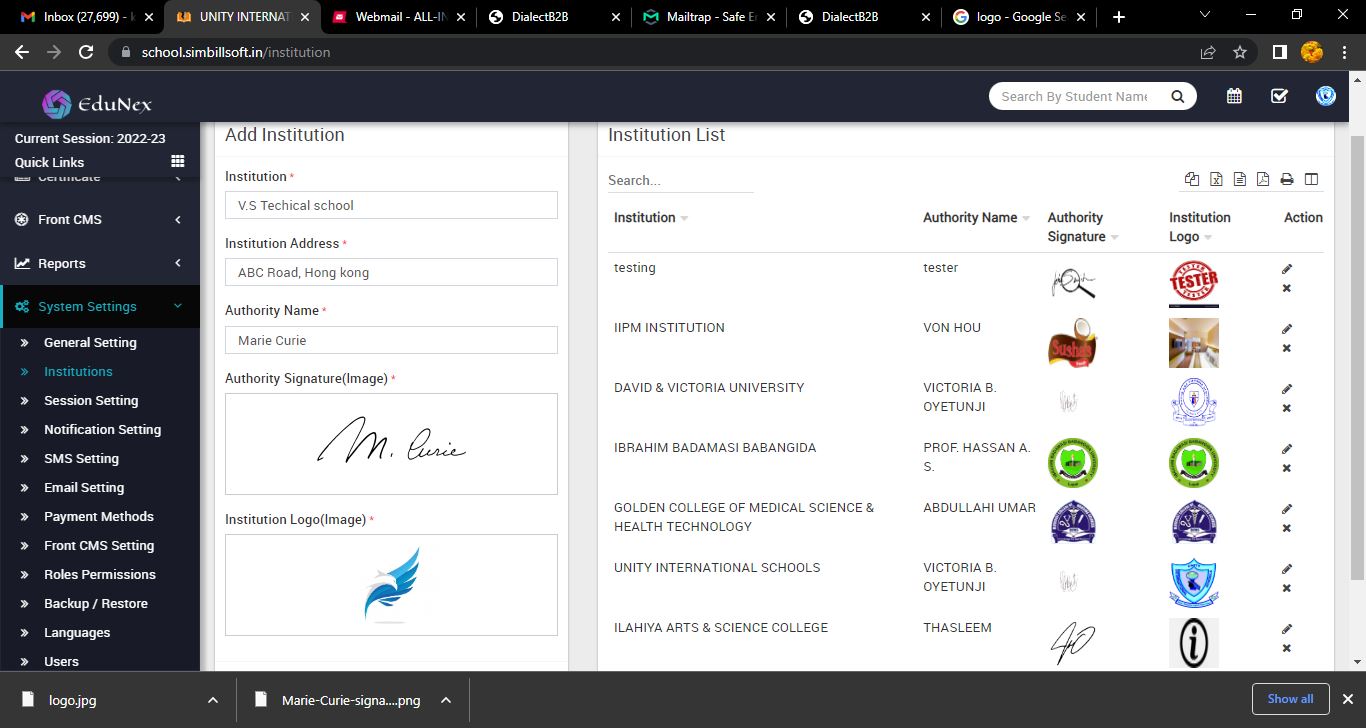 Inbox (27,699) -
UNITY INTERNAT
Webmail - ALL-IN
DialectB2B
Mailtrap - Safe E
DialectB2B
logo - Google Se
school.simbillsoft.in/institution
EduNex
Search By Student Name
Current Session: 2022-23
Quick Links
Certificate
Front CMS
Reports
System Settings
General Setting
Institutions
Session Setting
Notification Setting
SMS Setting
Email Setting
Payment Methods
Front CMS Setting
Roles Permissions
Backup / Restore
Languages
Users
Add Institution
Institution *
V.S Techical school
Institution Address *
ABC Road, Hong kong
Authority Name *
Marie Curie
Authority Signature(Image) *
M. Curie
Institution Logo(Image) *
Institution List
Search...
Institution
Authority Name
Authority
Signature
Institution
Logo
Action
testing
tester
TESTER
IIPM INSTITUTION
VON HOU
DAVID & VICTORIA UNIVERSITY
VICTORIA B.
OYETUNJI
IBRAHIM BADAMASI BABANGIDA
PROF. HASSAN A.
S.
GOLDEN COLLEGE OF MEDICAL SCIENCE &
HEALTH TECHNOLOGY
ABDULLAHI UMAR
UNITY INTERNATIONAL SCHOOLS
VICTORIA B.
OYETUNJI
ILAHIYA ARTS & SCIENCE COLLEGE
THASLEEM
logo.jpg
Marie-Curie-signa....png
Show all